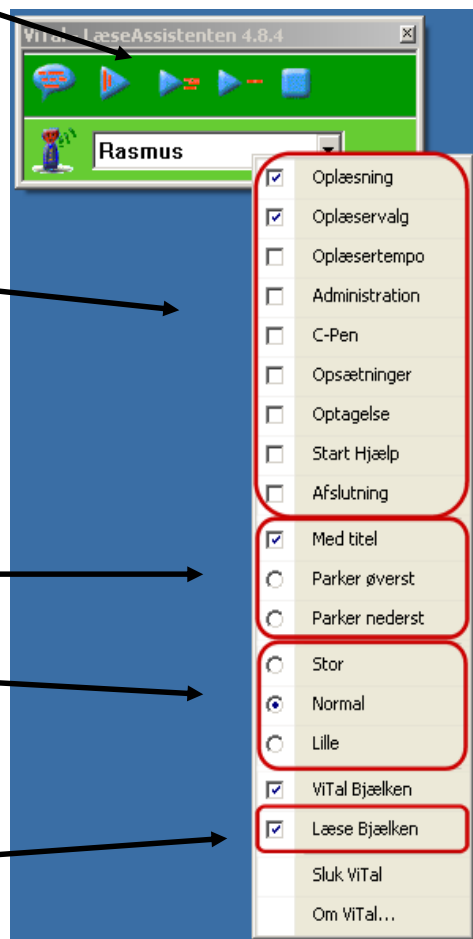 ViTal - LæseAssistenten 4.8.4
Rasmus
Oplæsning
Oplæservalg
Oplæsertempo
Administration
C-Pen
Opsætninger
Optagelse
Start Hjælp
Afslutning
Med titel
Parker øverst
Parker nederst
Stor
Normal
Lille
ViTal Bjælken
Læse Bjælken
Sluk ViTal
Om ViTal...